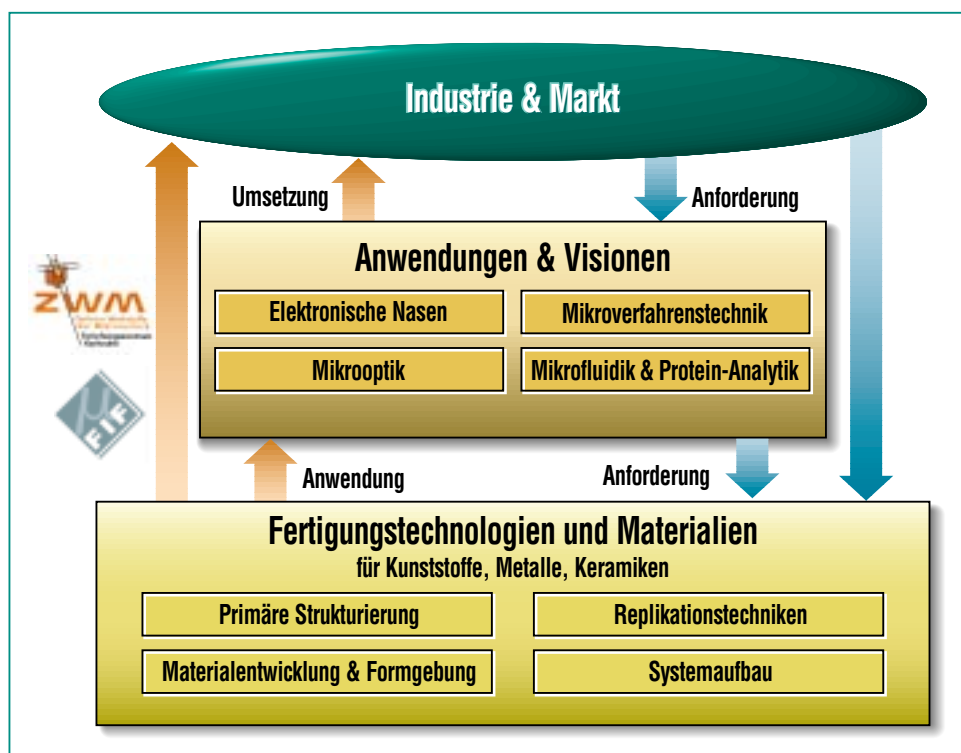 Industrie & Markt
Umsetzung
Anforderung
Anwendungen & Visionen
Elektronische Nasen
Mikroverfahrenstechnik
Mikrooptik
Mikrofluidik & Protein-Analytik
ZWM
µ
FIF
Anwendung
Anforderung
Fertigungstechnologien und Materialien
für Kunststoffe, Metalle, Keramiken
Primäre Strukturierung
Replikationstechniken
Materialentwicklung & Formgebung
Systemaufbau